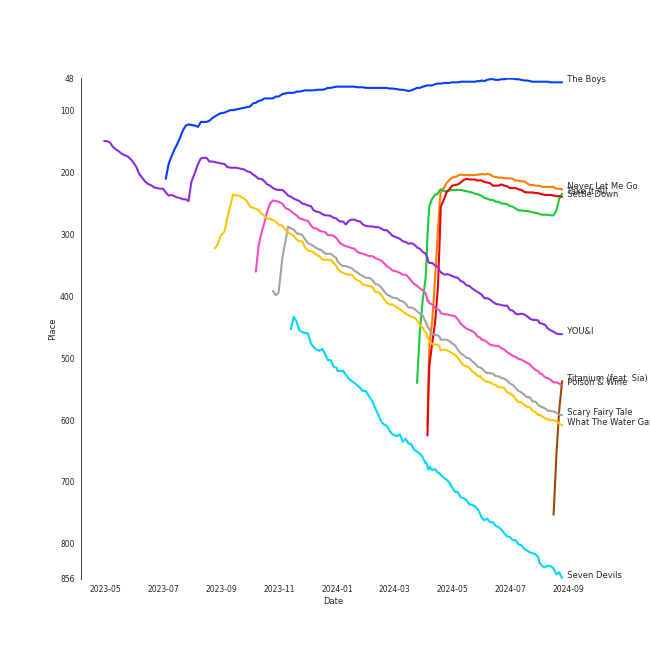 48
The Boys
100
200
Never Let Me Go
Settle Down
300
Place
400
500
YOU&I
Titanium (feat. Sia)
Poison & Wine
Scary Fairy Tale
600
What The Water Ga
700
800
856
Seven Devils
2023-05
2023-07
2023-09
2023-11
2024-01
2024-03
2024-05
2024-07
2024-09
Date